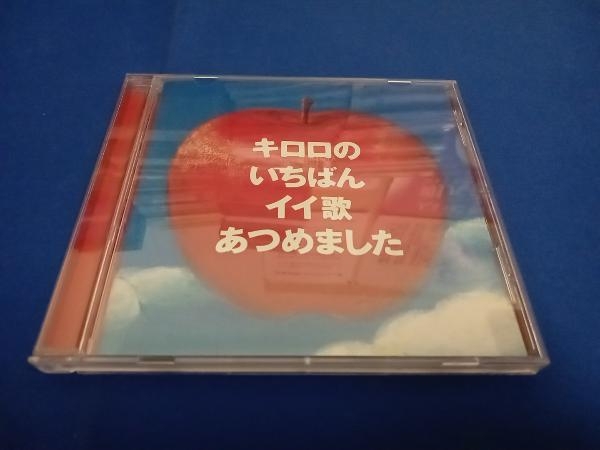 キロロの
いちばん
イイ歌
あつめました